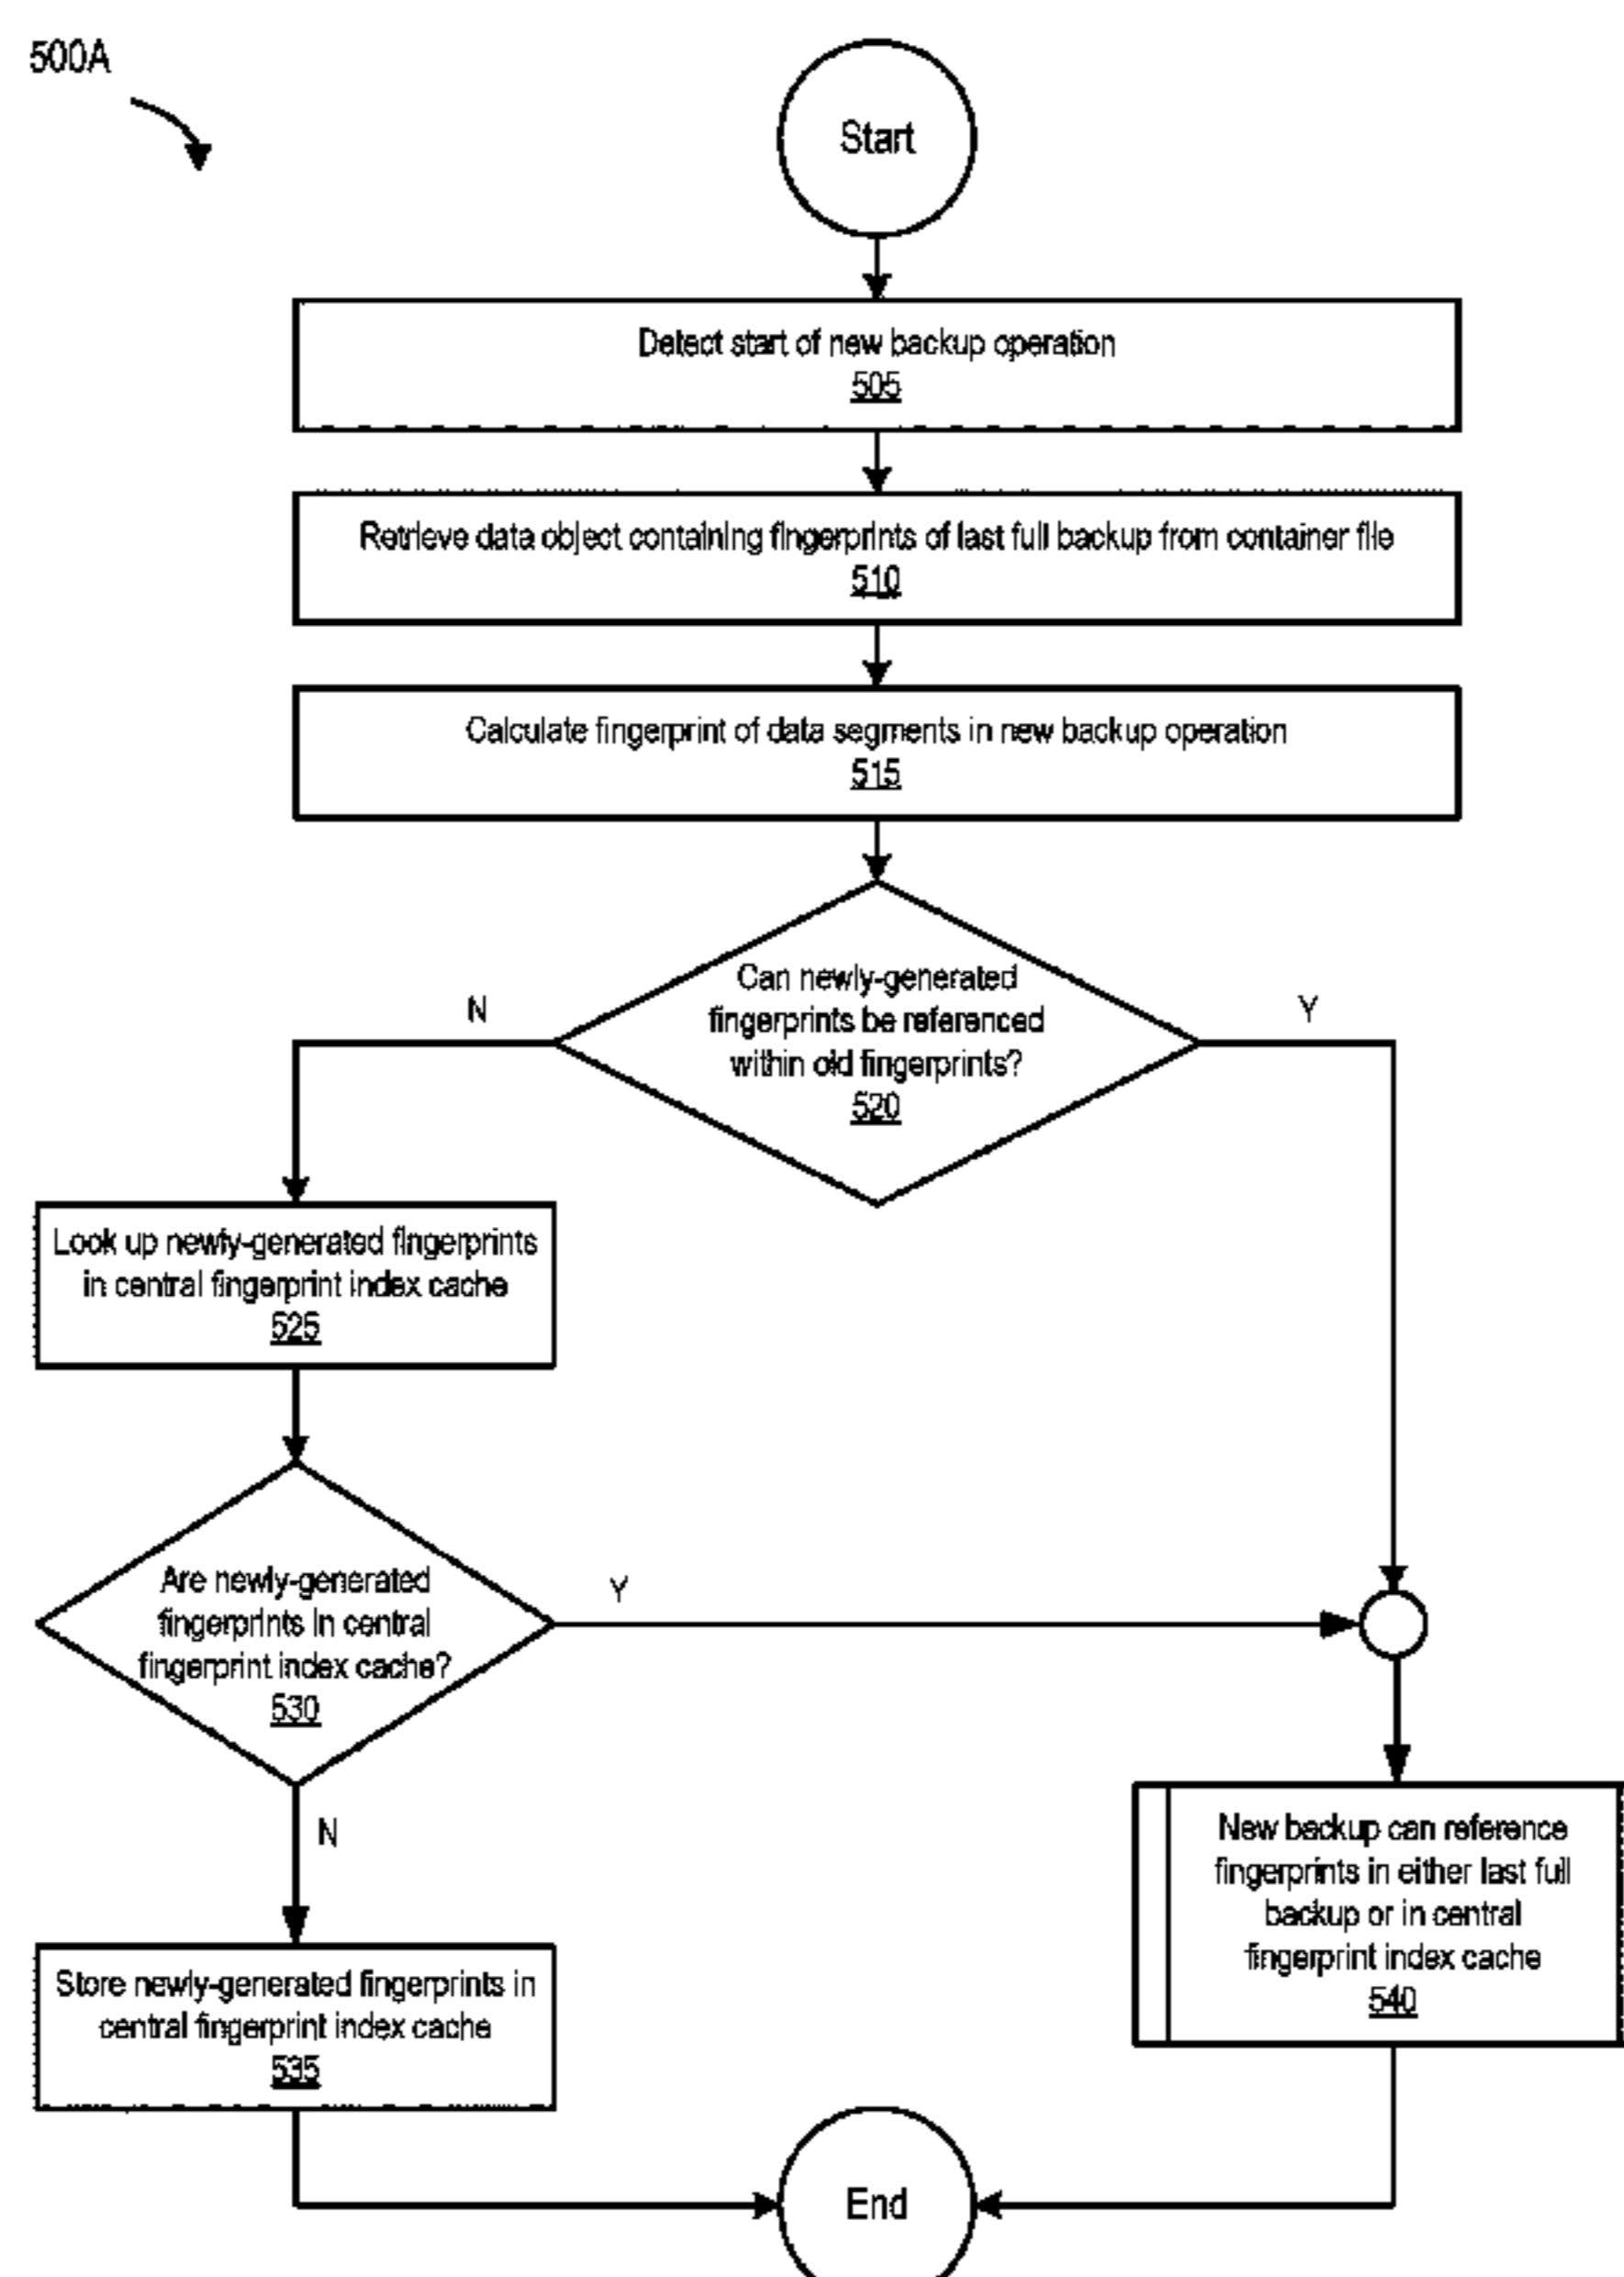 500A
Start
Detect start of new backup operation
505
Retrieve data object containing fingerprints of last full backup from container file
510
Calculate fingerprint of data segments in new backup operation
515
Can newly-generated
fingerprints be referenced
within old fingerprints?
520
N
Y
Look up newly-generated fingerprints
in central fingerprint index cache
525
Are newly-generated
fingerprints in central
fingerprint index cache?
530
Y
N
New backup can reference
fingerprints in either last full
backup or in central
fingerprint index cache
540
Store newly-generated fingerprints in
central fingerprint index cache
535
End